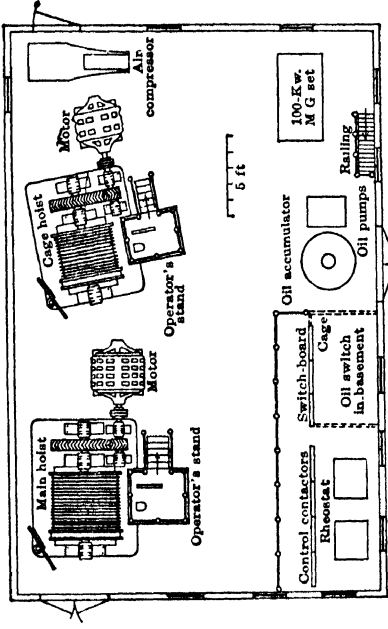 Air
compressor
Motor
Cage hoist
Operator's
stand
5 ft
100-Kw.
M G set
Railing
Oil pumps
Oil accumulator
Motor
Main hoist
Operator's stand
Switch-board
Cage
Oil switch
in basement
Control contactors
Rheostat